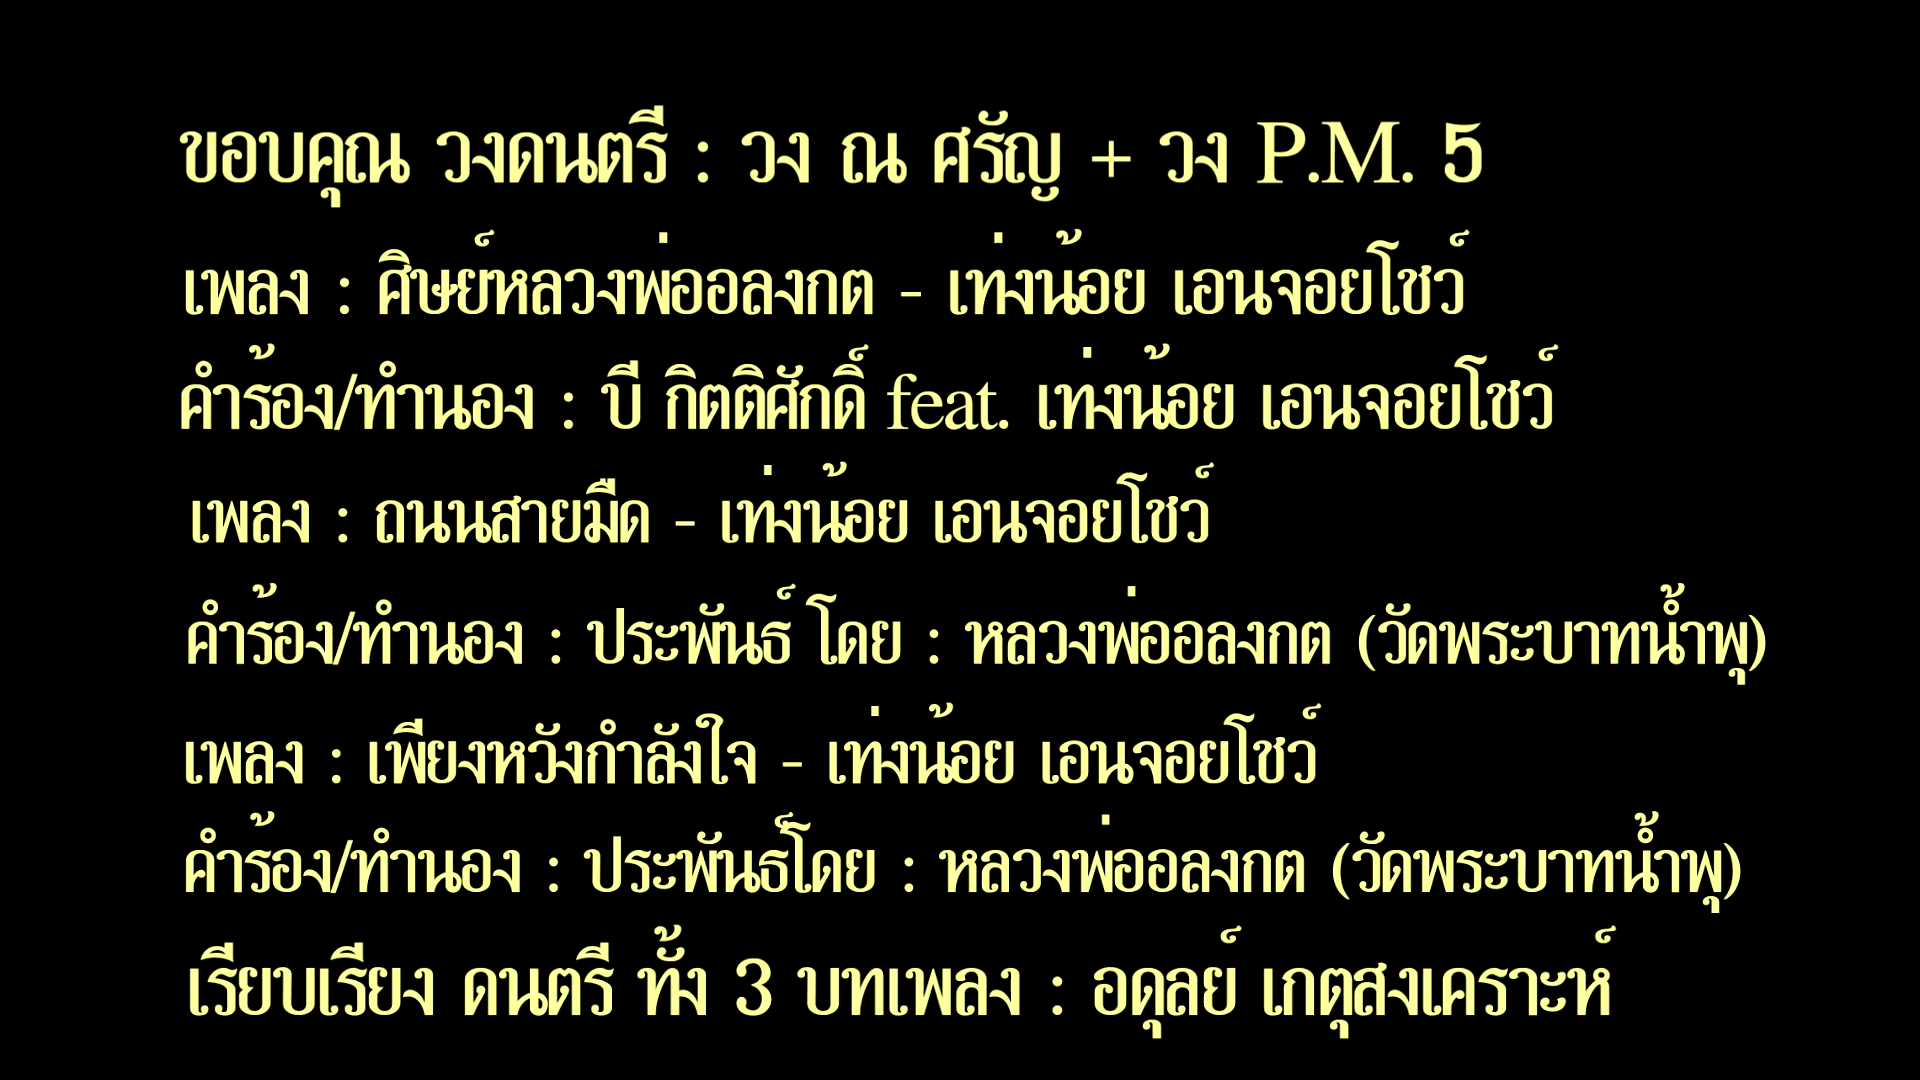 ขอบคุณ วงดนตรี : วง ณ ศรัญ + วง P.M. 5
เพลง : ศิษย์หลวงพ่ออลงกต - เท่งน้อย เอนจอยโชว์
คำร้อง/ทำนอง : บี กิตติศักดิ์ feat. เท่งน้อย เอนจอยโชว์
เพลง : ถนนสายมืด - เท่งน้อย เอนจอยโชว์
คำร้อง/ทำนอง : ประพันธ์ โดย : หลวงพ่ออลงกต (วัดพระบาทน้ำพุ)
เพลง : เพียงหวังกำลังใจ - เท่งน้อย เอนจอยโชว์
คำร้อง/ทำนอง : ประพันธ์โดย : หลวงพ่ออลงกต (วัดพระบาทน้ำพุ)
เรียบเรียง ดนตรี ทั้ง 3 บทเพลง : อดุลย์ เกตุสงเคราะห์